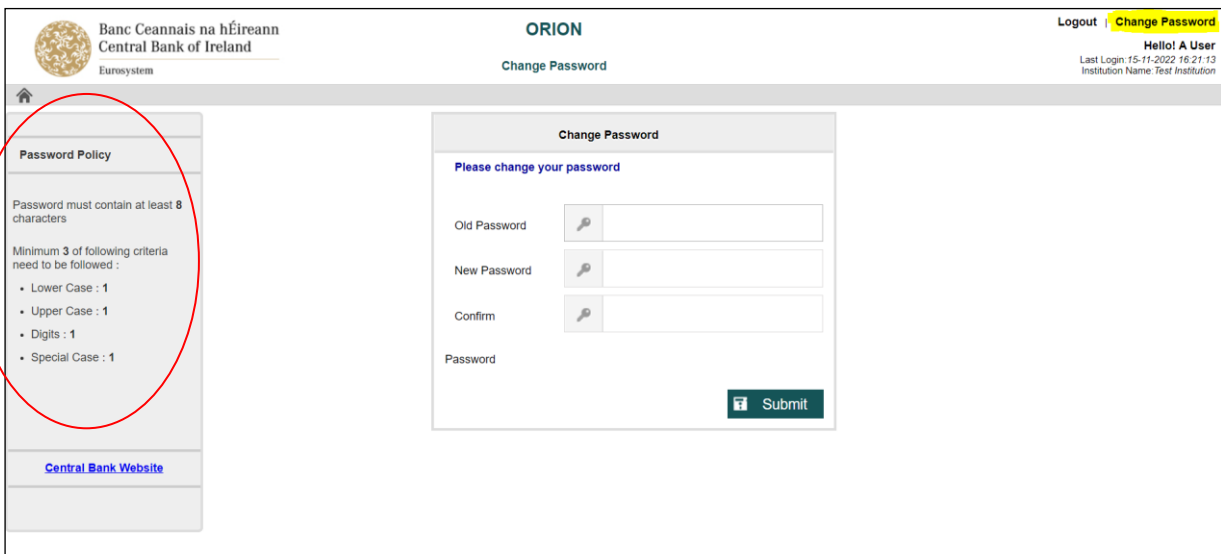 Banc Ceannais na hÉireann
Central Bank of Ireland
Eurosystem
ORION
Change Password
Logout | Change Password
Hello! A User
Last Login:15-11-2022 16:21:13
Institution Name:Test Institution
Password Policy
Password must contain at least 8
characters
Minimum 3 of following criteria
need to be followed :
• Lower Case : 1
• Upper Case : 1
• Digits : 1
• Special Case : 1
Central Bank Website
Change Password
Please change your password
Old Password
New Password
Confirm
Password
Submit